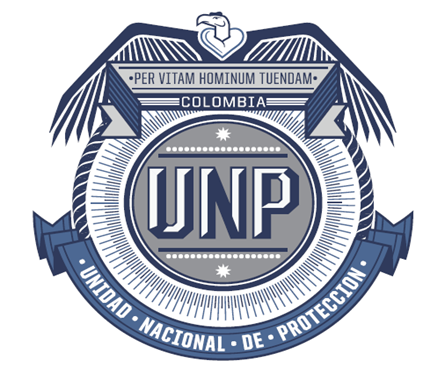 •PER VITAM HOMINUM TUENDAM•
COLOMBIA
UNP
• UNIDAD • NACIONAL • DE • PROTECCION •